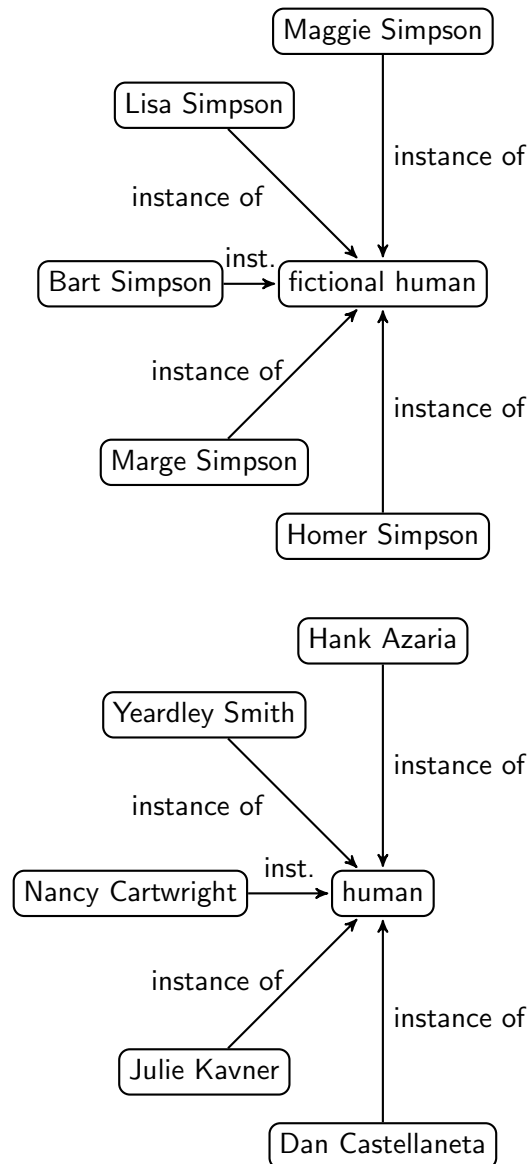 Maggie Simpson
Lisa Simpson
instance of
instance of
inst.
Bart Simpson
fictional human
instance of
instance of
Marge Simpson
Homer Simpson
Hank Azaria
Yeardley Smith
instance of
instance of
inst.
Nancy Cartwright
human
instance of
instance of
Julie Kavner
Dan Castellaneta